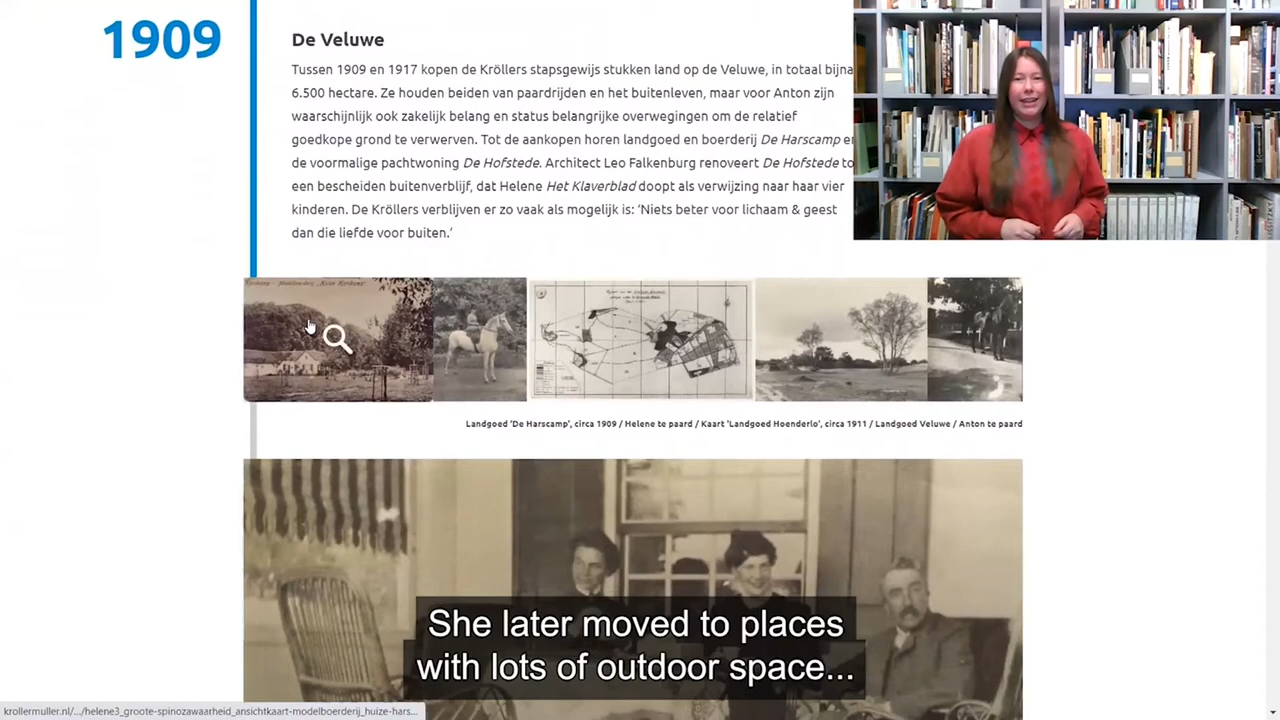 1909
De Veluwe
Tussen 1909 en 1917 kopen de Kröllers stapsgewijs stukken land op de Veluwe, in totaal bijna
6.500 hectare. Ze houden beiden van paardrijden en het buitenleven, maar voor Anton zijn
waarschijnlijk ook zakelijk belang en status belangrijke overwegingen om de relatief
goedkope grond te verwerven. Tot de aankopen horen landgoed en boerderij De Harscamp en
de voormalige pachtwoning De Hofstede. Architect Leo Falkenburg renoveert De Hofstede to
een bescheiden buitenverblijf, dat Helene Het Klaverblad doopt als verwijzing naar haar vier
kinderen. De Kröllers verblijven er zo vaak als mogelijk is: ‘Niets beter voor lichaam & geest
dan die liefde voor buiten.’
Landgoed ‘De Harscamp’, circa 1909 / Helene te paard / Kaart ‘Landgoed Hoenderlo’, circa 1911 / Landgoed Veluwe / Anton te paard
She later moved to places
with lots of outdoor space...
krollermuller.nl/.../helene3_groote-spinozawaarheid_ansichtkaart-modelboerderij_huize-hars...